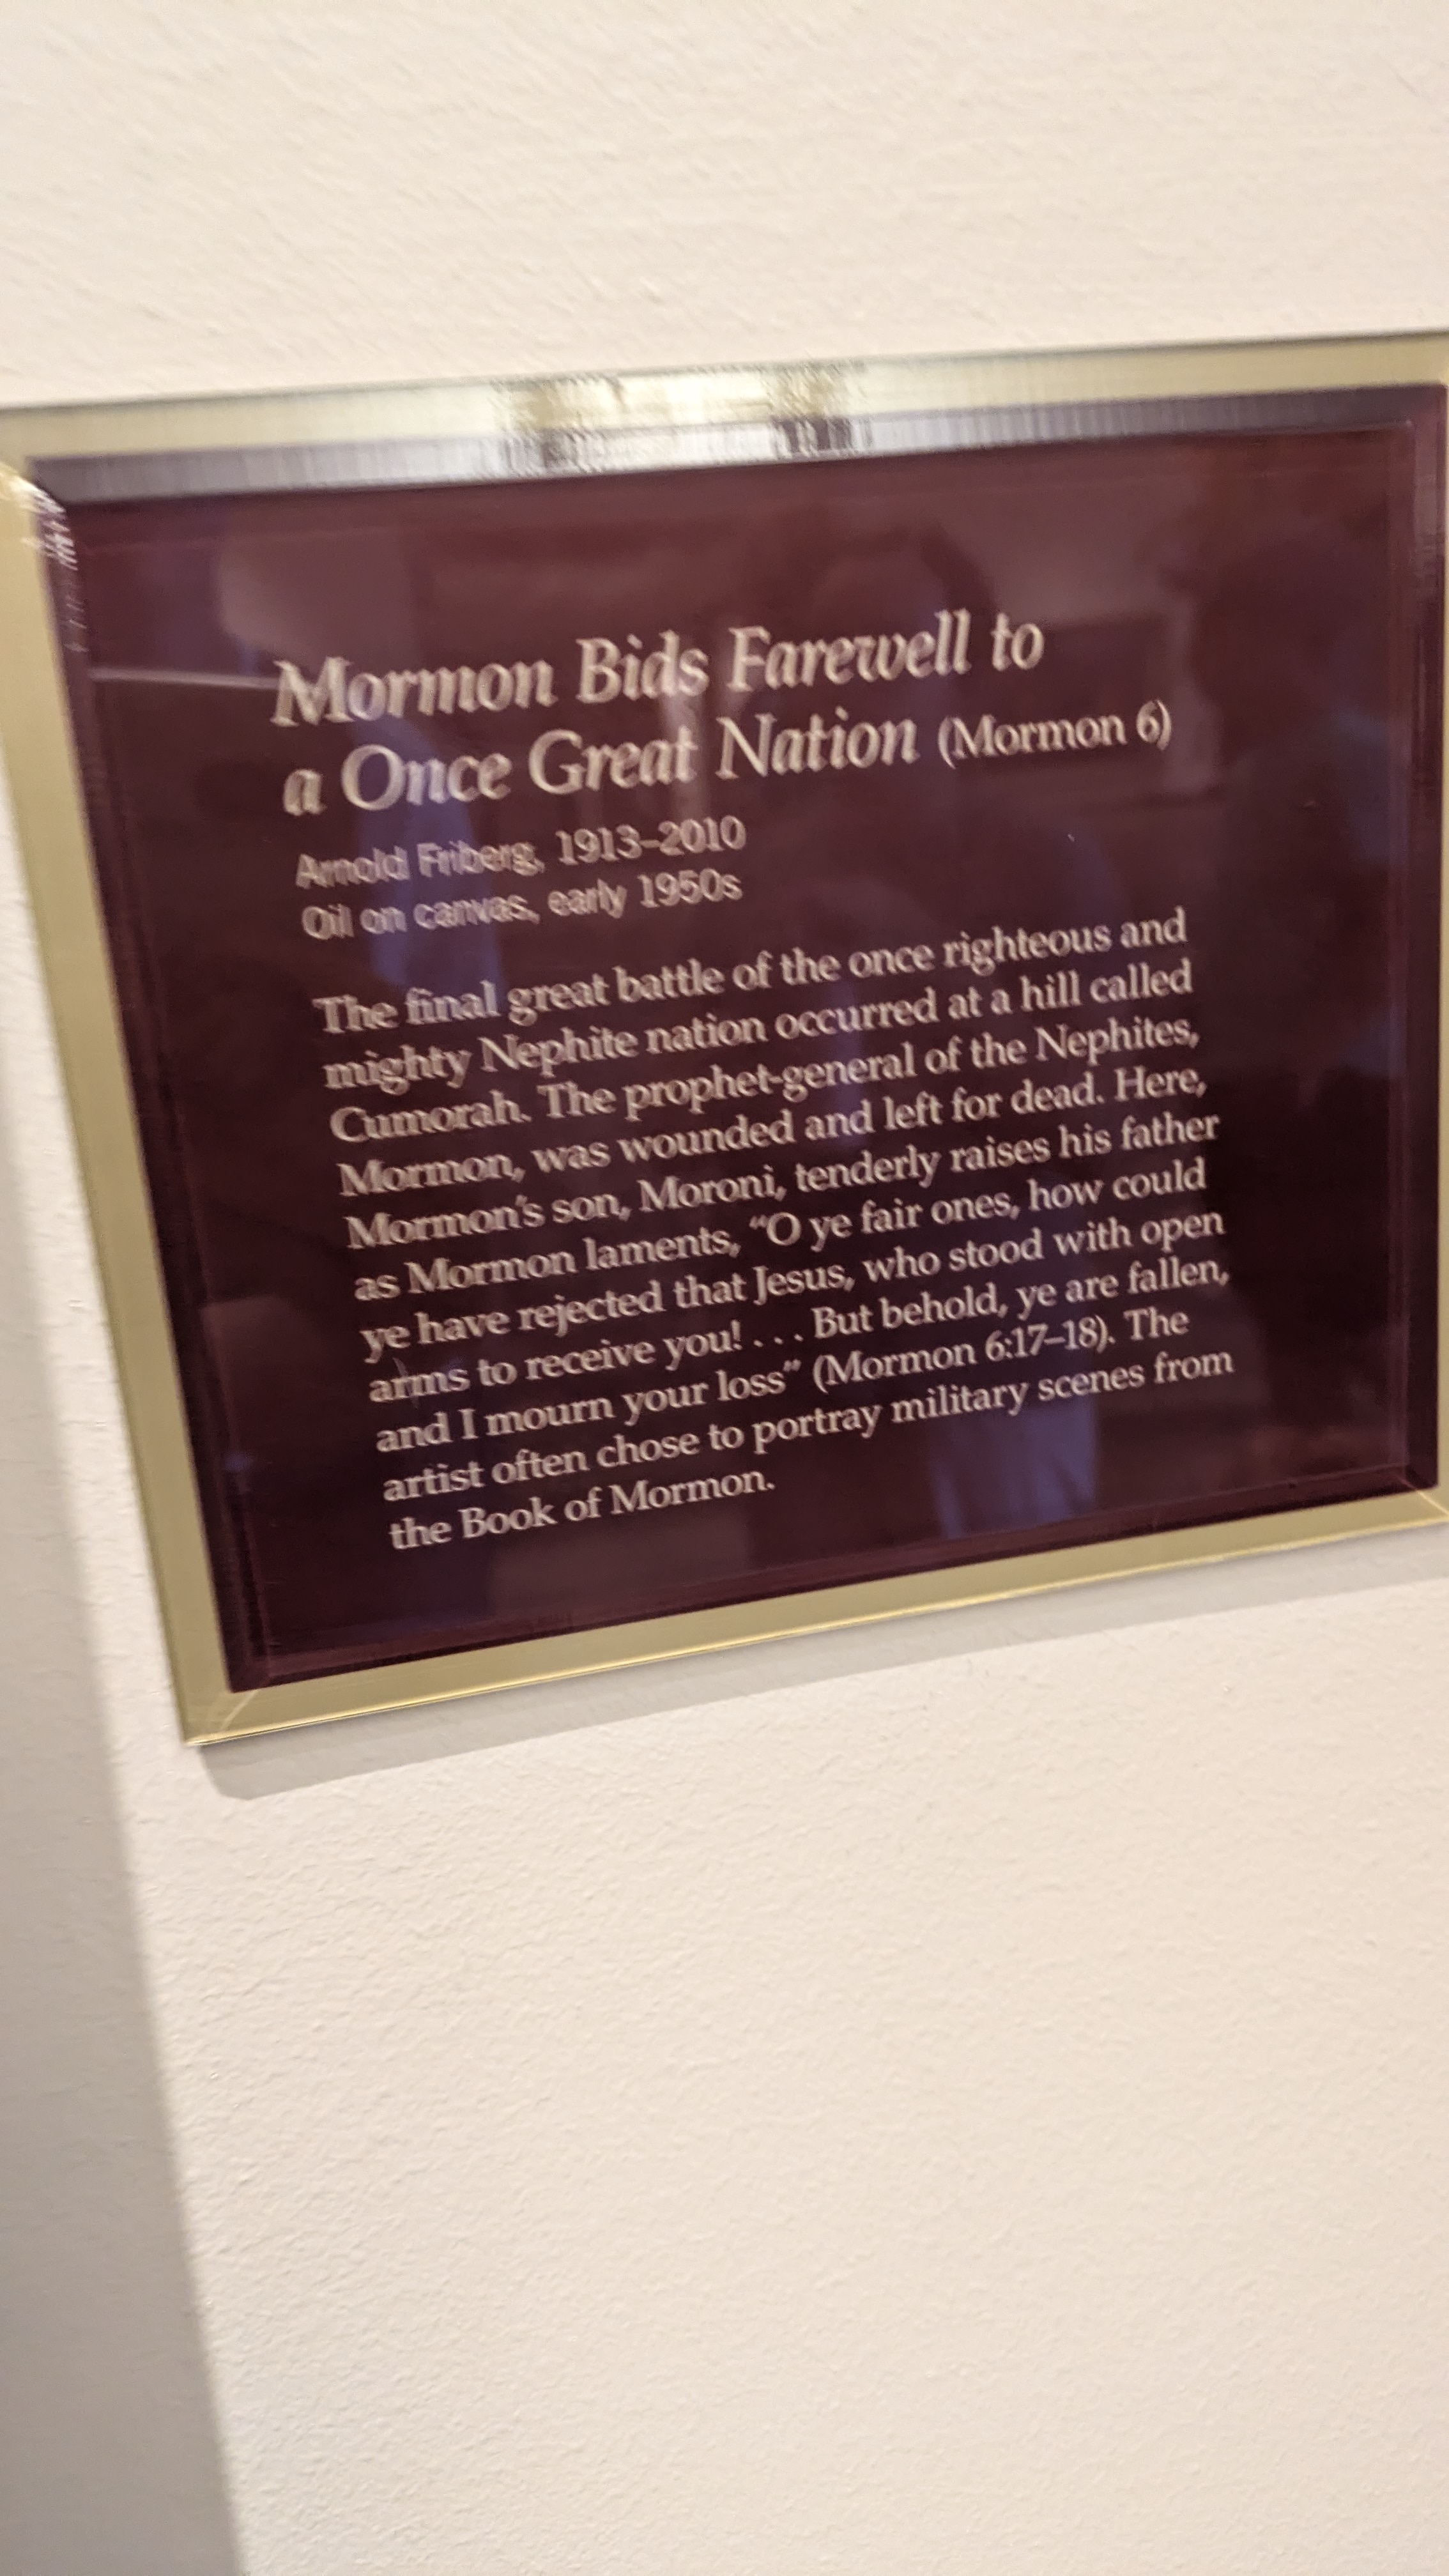 Mormon Bids Farewell to
a Once Great Nation (Mormon 6)
Arnold Friberg, 1913–2010
Oil on canvas, early 1950s
The final great battle of the once righteous and
mighty Nephite nation occurred at a hill called
Cumorah. The prophet-general of the Nephites,
Mormon, was wounded and left for dead. Here,
Mormon's son, Moroni, tenderly raises his father
as Mormon laments, “O ye fair ones, how could
ye have rejected that Jesus, who stood with open
arms to receive you! . . . But behold, ye are fallen,
and I mourn your loss” (Mormon 6:17–18). The
artist often chose to portray military scenes from
the Book of Mormon.